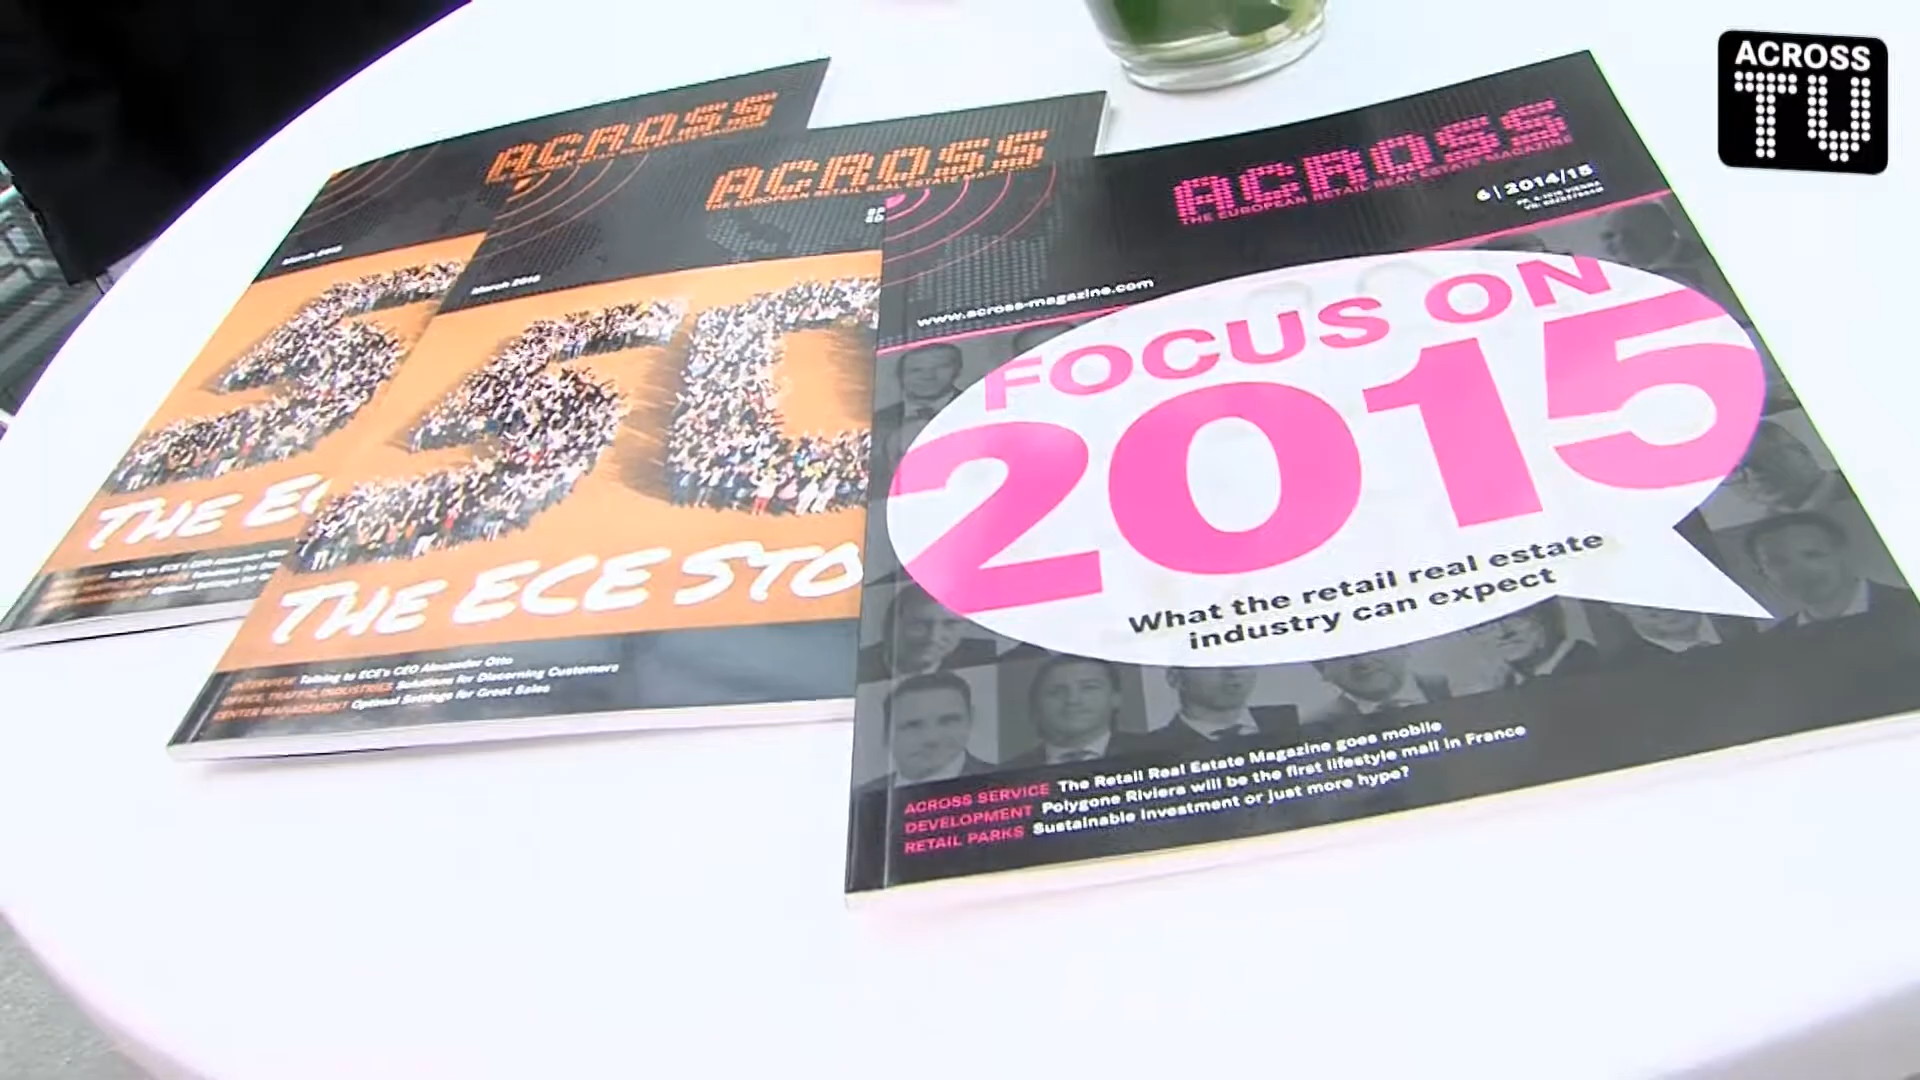 ACROSS
TV
ACROSS
March 2015
THE EC
ACROSS
THE EUROPEAN RETAIL REAL ESTATE MAGAZINE
March 2015
50
THE ECE STO
INTERVIEW Talking to ECE's CEO Alexander Otto
OFFICE, TRAFFIC, INDUSTRIES Solutions for Discerning Customers
CENTER MANAGEMENT Optimal Settings for Great Sales
ACROSS
THE EUROPEAN RETAIL REAL ESTATE MAGAZINE
6 | 2014/15
www.across-magazine.com
FOCUS ON
2015
What the retail real estate
industry can expect
ACROSS SERVICE The Retail Real Estate Magazine goes mobile
DEVELOPMENT Polygone Riviera will be the first lifestyle mall in France
RETAIL PARKS Sustainable investment or just more hype?